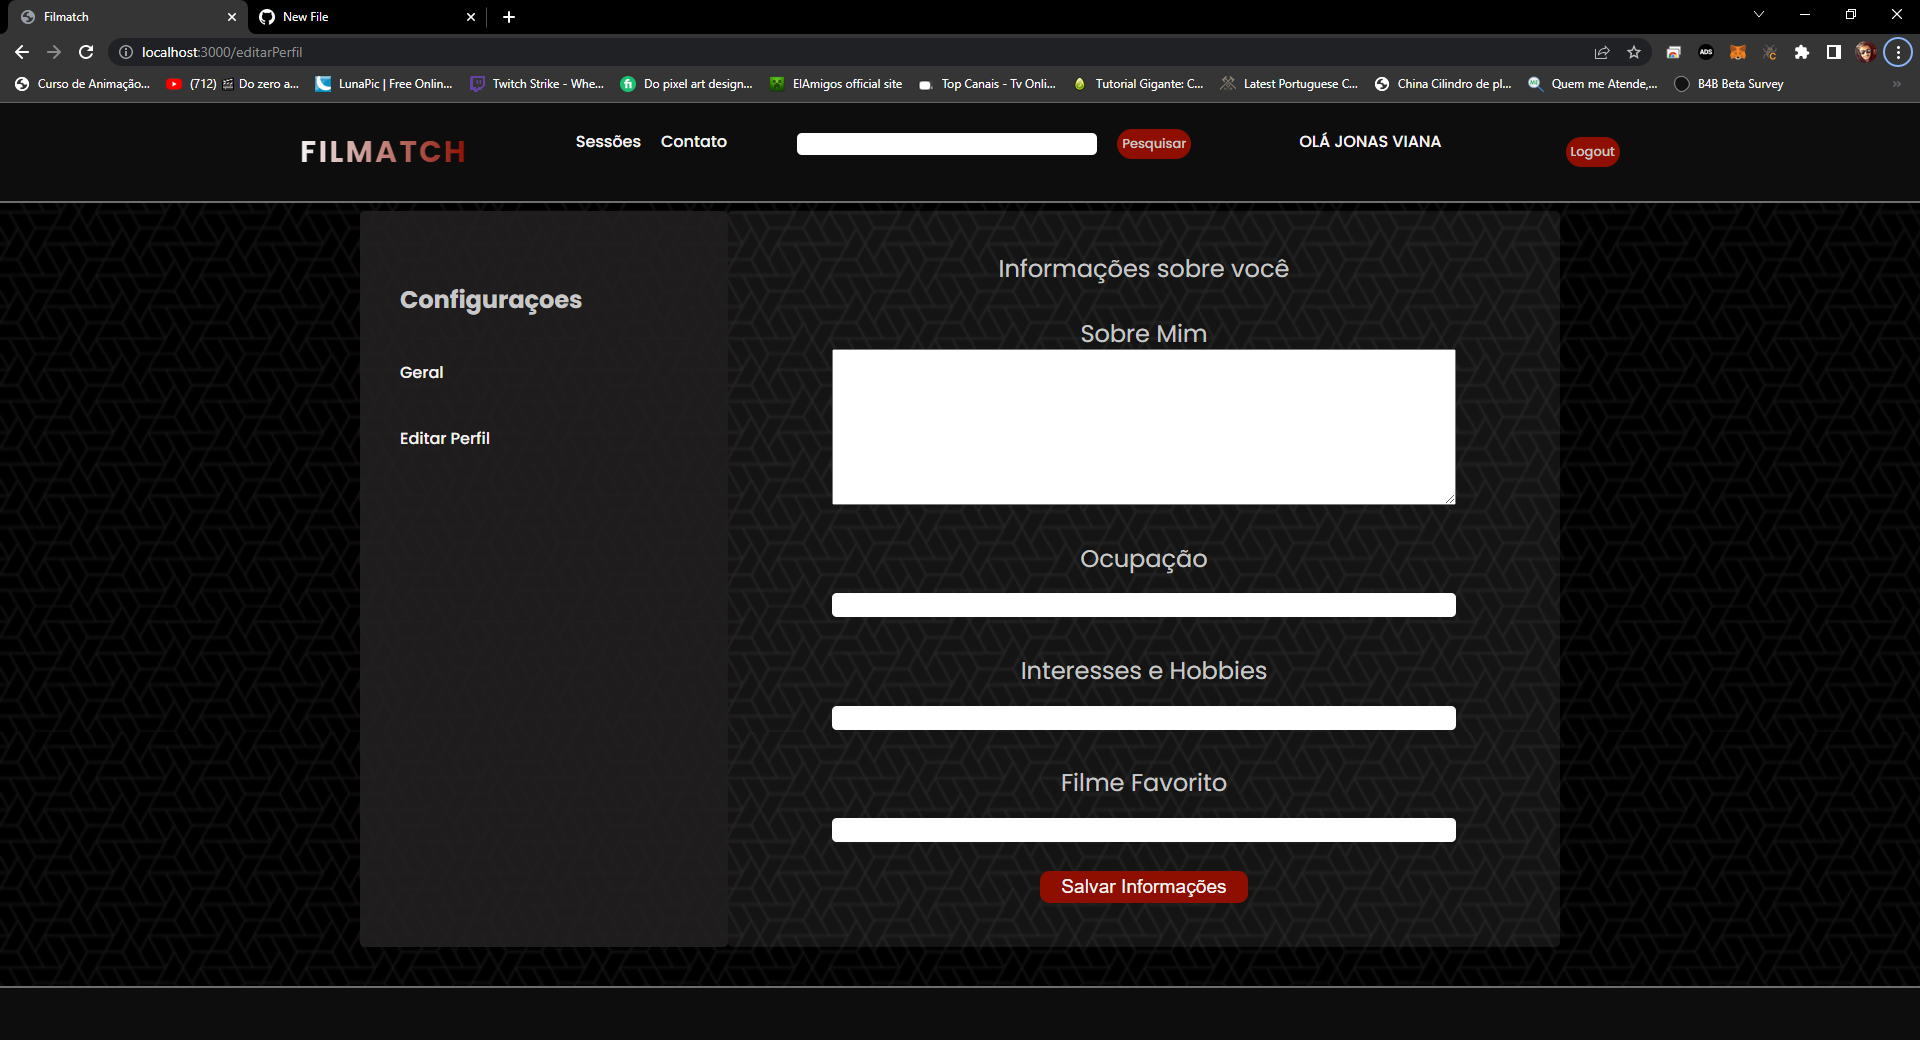 Filmatch
New File
localhost:3000/editarPerfil
Curso de Animação...
(712) Do zero a...
LunaPic | Free Onlin...
Twitch Strike - Whe...
Do pixel art design...
ElAmigos official site
Top Canais - Tv Onli...
Tutorial Gigante: C...
Latest Portuguese C...
China Cilindro de pl...
Quem me Atende,...
B4B Beta Survey
FILMATCH
Sessões
Contato
Pesquisar
OLÁ JONAS VIANA
Logout
Configuraçoes
Geral
Editar Perfil
Informações sobre você
Sobre Mim
Ocupação
Interesses e Hobbies
Filme Favorito
Salvar Informações